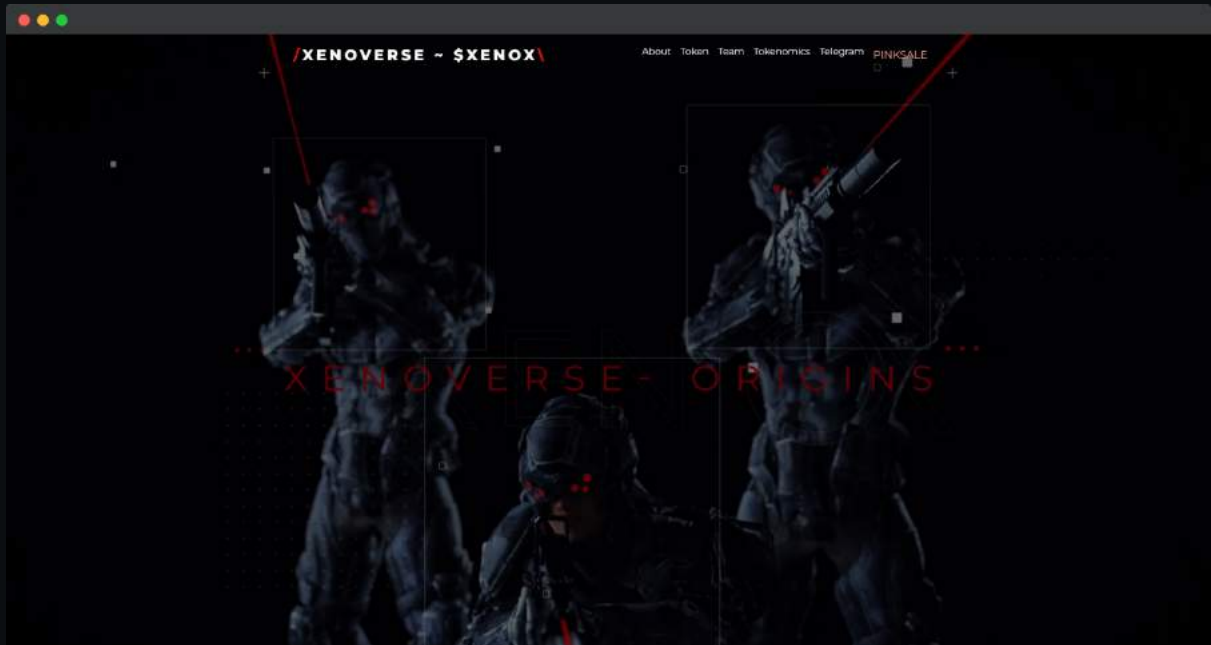 /XENOVERSE ~ $XENOX\
About Token Team Tokenomics Telegram PINKSALE
XENOVERSE- ORIGINS